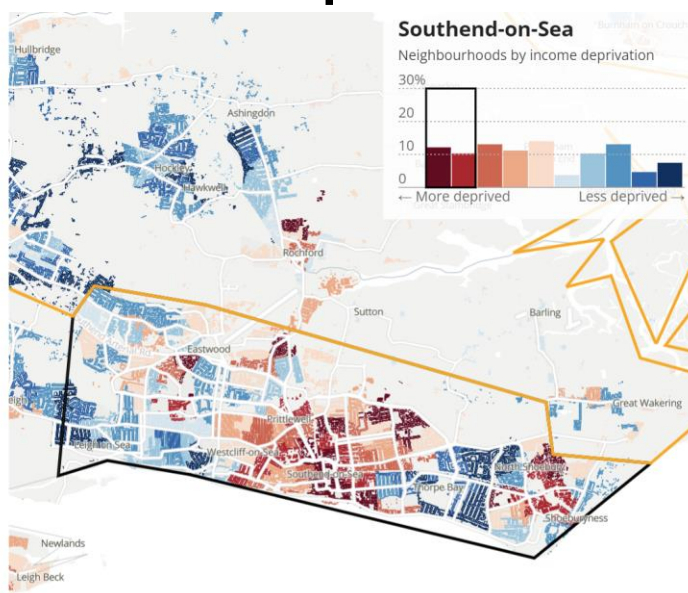 Southend-on-Sea
Neighbourhoods by income deprivation
30%
20
10
0
← More deprived
Less deprived →
Hullbridge
Ashingdon
Hockley
Hawkwell
Rochford
Sutton
Barling
Eastwood
Great Wakering
Prittlewell
Leigh on Sea
Westcliff-on-Sea
Southend-on-Sea
Thorpe Bay
Shoeburyness
Newlands
Leigh Beck